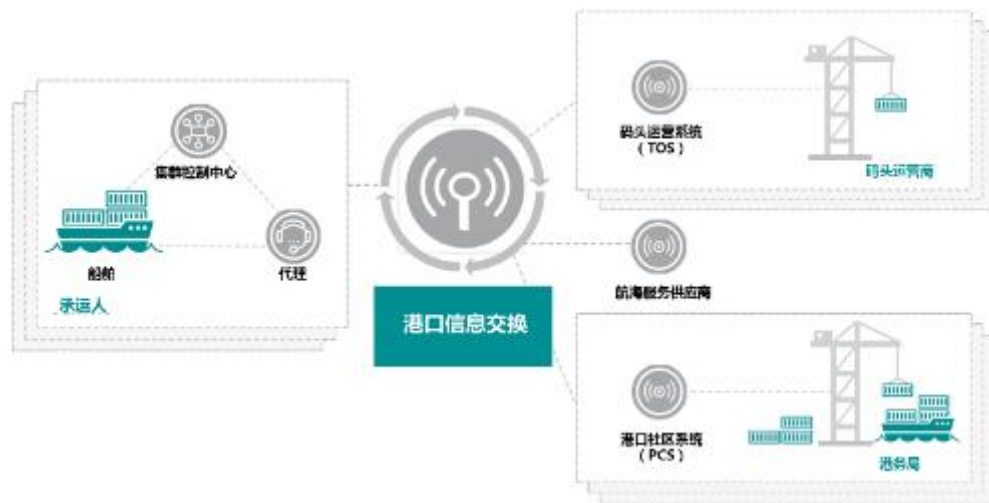 集群控制中心
船舶
代理
承运人
港口信息交换
码头运营系统
（TOS）
码头运营商
航海服务供应商
港口社区系统
（PCS）
港务局